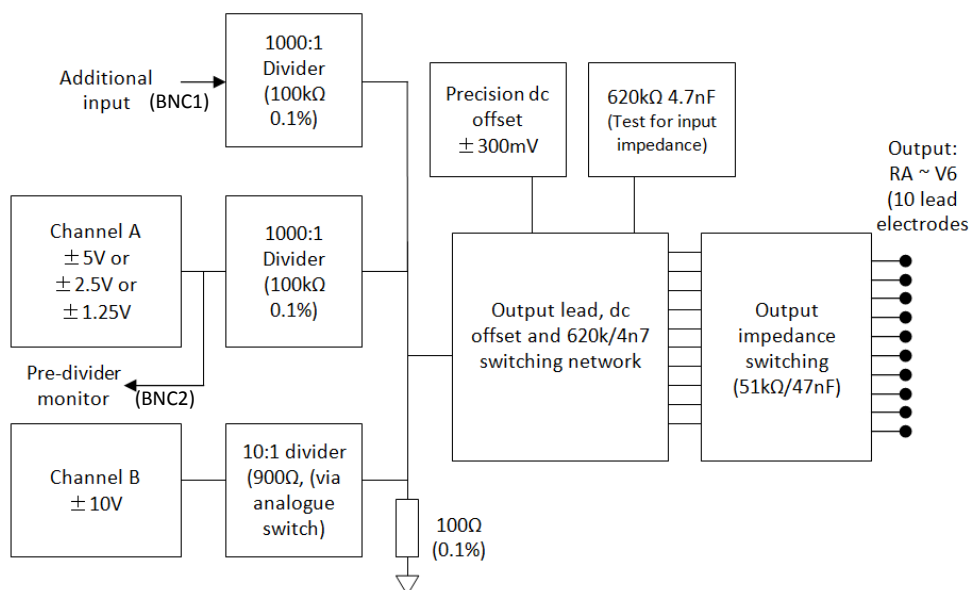 Additional
input
(BNC1)
1000:1
Divider
(100kΩ
0.1%)
Precision dc
offset
±300mV
620kΩ 4.7nF
(Test for input
impedance)
Output:
RA ~ V6
(10 lead
electrodes
Channel A
±5V or
±2.5V or
±1.25V
1000:1
Divider
(100kΩ
0.1%)
Output lead, dc
offset and 620k/4n7
switching network
Output
impedance
switching
(51kΩ/47nF)
Pre-divider
monitor
(BNC2)
Channel B
±10V
10:1 divider
(900Ω, (via
analogue
switch)
100Ω
(0.1%)